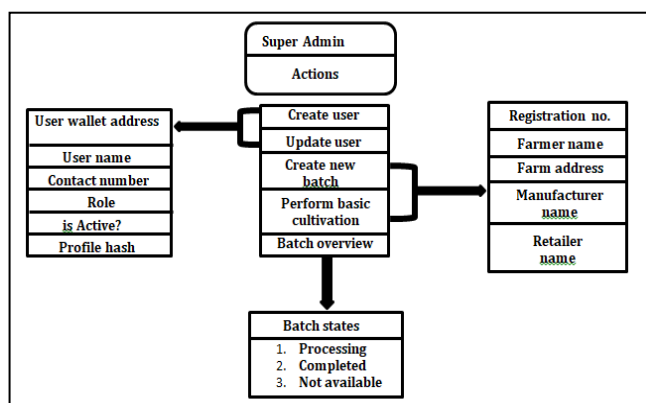 Super Admin
Actions
User wallet address
User name
Contact number
Role
is Active?
Profile hash
Create user
Update user
Create new
batch
Perform basic
cultivation
Batch overview
Registration no.
Farmer name
Farm address
Manufacturer
name
Retailer
name
Batch states
1. Processing
2. Completed
3. Not available